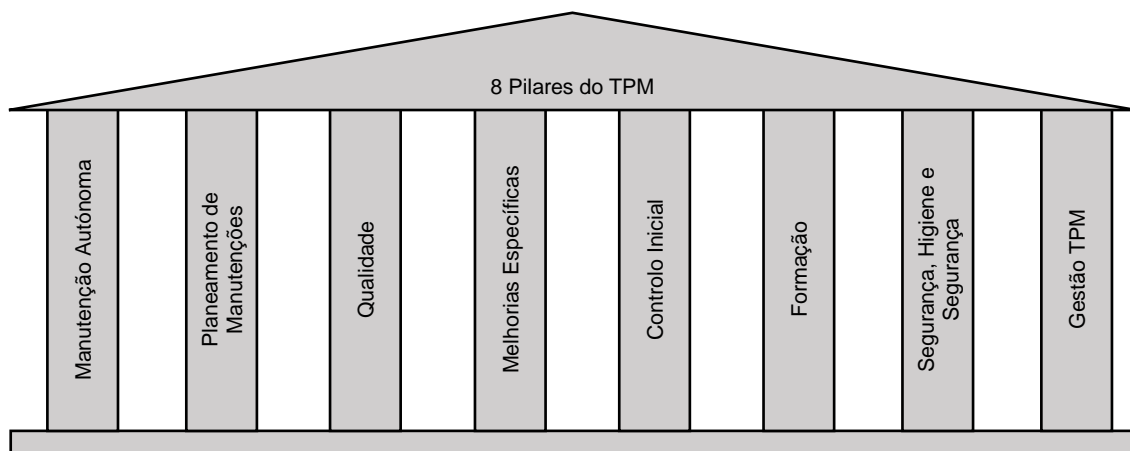 8 Pilares do TPM
Manutenção Autónoma
Planeamento de
Manutenções
Qualidade
Melhorias Específicas
Controlo Inicial
Formação
Segurança, Higiene e
Segurança
Gestão TPM